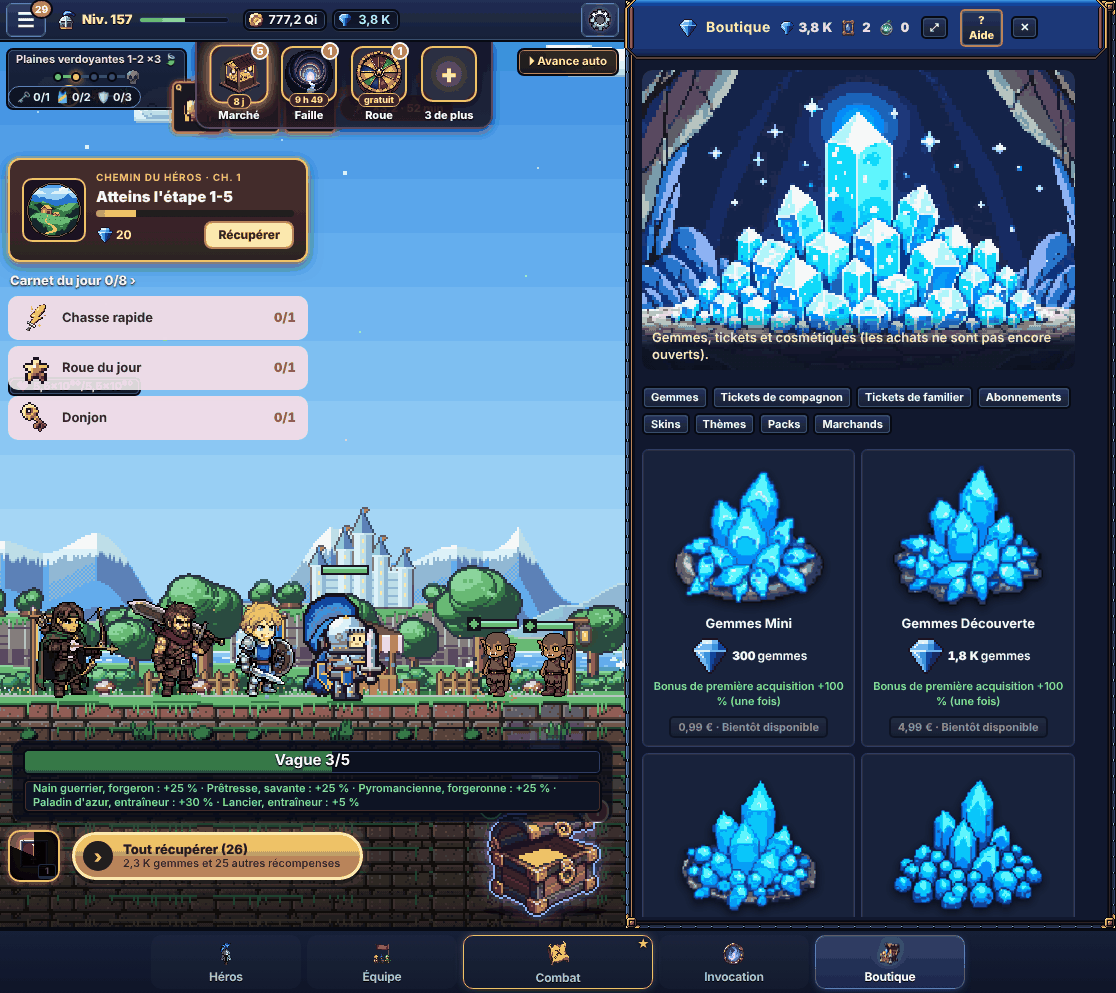 29
Niv. 157
777,2 Qi
3,8 K
Plaines verdoyantes 1-2 ×3
0/1 0/2 0/3
5
8 j
Marché
1
9 h 49
Faille
1
gratuit
Roue
+
3 de plus
Avance auto
CHEMIN DU HÉROS · CH. 1
Atteins l'étape 1-5
20
Récupérer
Carnet du jour 0/8 ›
Chasse rapide 0/1
Roue du jour 0/1
Donjon 0/1
Vague 3/5
Nain guerrier, forgeron : +25 % · Prêtresse, savante : +25 % · Pyromancienne, forgeronne : +25 % ·
Paladin d'azur, entraîneur : +30 % · Lancier, entraîneur : +5 %
1
Tout récupérer (26)
2,3 K gemmes et 25 autres récompenses
Boutique 3,8 K 2 0
?
Aide
×
Gemmes, tickets et cosmétiques (les achats ne sont pas encore
ouverts).
Gemmes Tickets de compagnon Tickets de familier Abonnements
Skins Thèmes Packs Marchands
Gemmes Mini
300 gemmes
Bonus de première acquisition +100
% (une fois)
0,99 € · Bientôt disponible
Gemmes Découverte
1,8 K gemmes
Bonus de première acquisition +100
% (une fois)
4,99 € · Bientôt disponible
Héros
Équipe
Combat
Invocation
Boutique